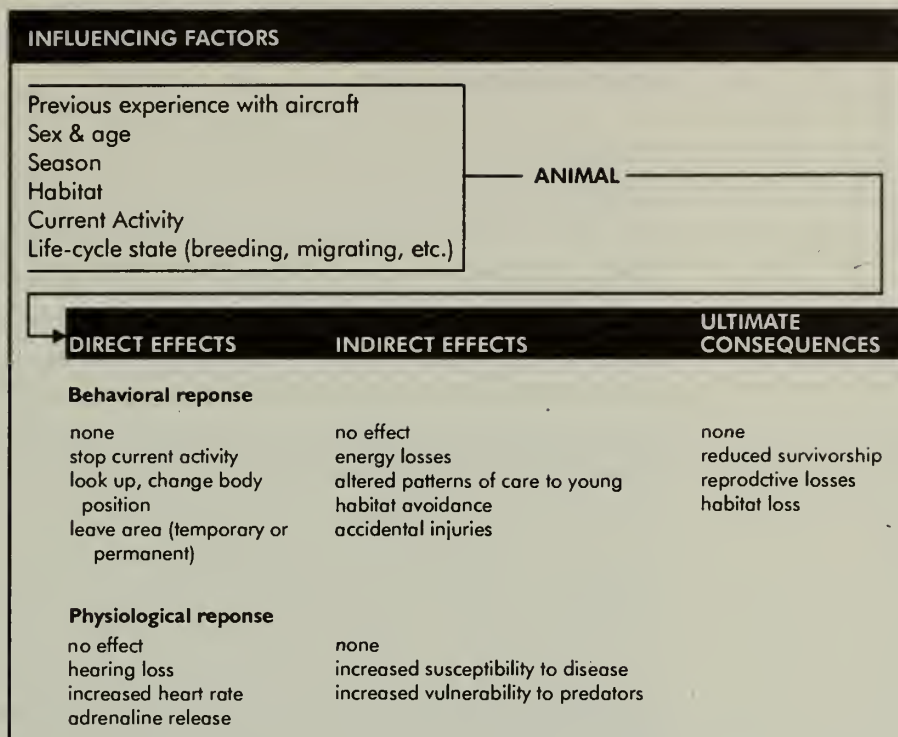 INFLUENCING FACTORS
Previous experience with aircraft
Sex & age
Season
Habitat
Current Activity
Life-cycle state (breeding, migrating, etc.)
ANIMAL
DIRECT EFFECTS
INDIRECT EFFECTS
ULTIMATE
CONSEQUENCES
Behavioral reponse
none
stop current activity
look up, change body
position
leave area (temporary or
permanent)
no effect
energy losses
altered patterns of care to young
habitat avoidance
accidental injuries
none
reduced survivorship
reprodctive losses
habitat loss
Physiological reponse
no effect
hearing loss
increased heart rate
adrenaline release
none
increased susceptibility to disease
increased vulnerability to predators